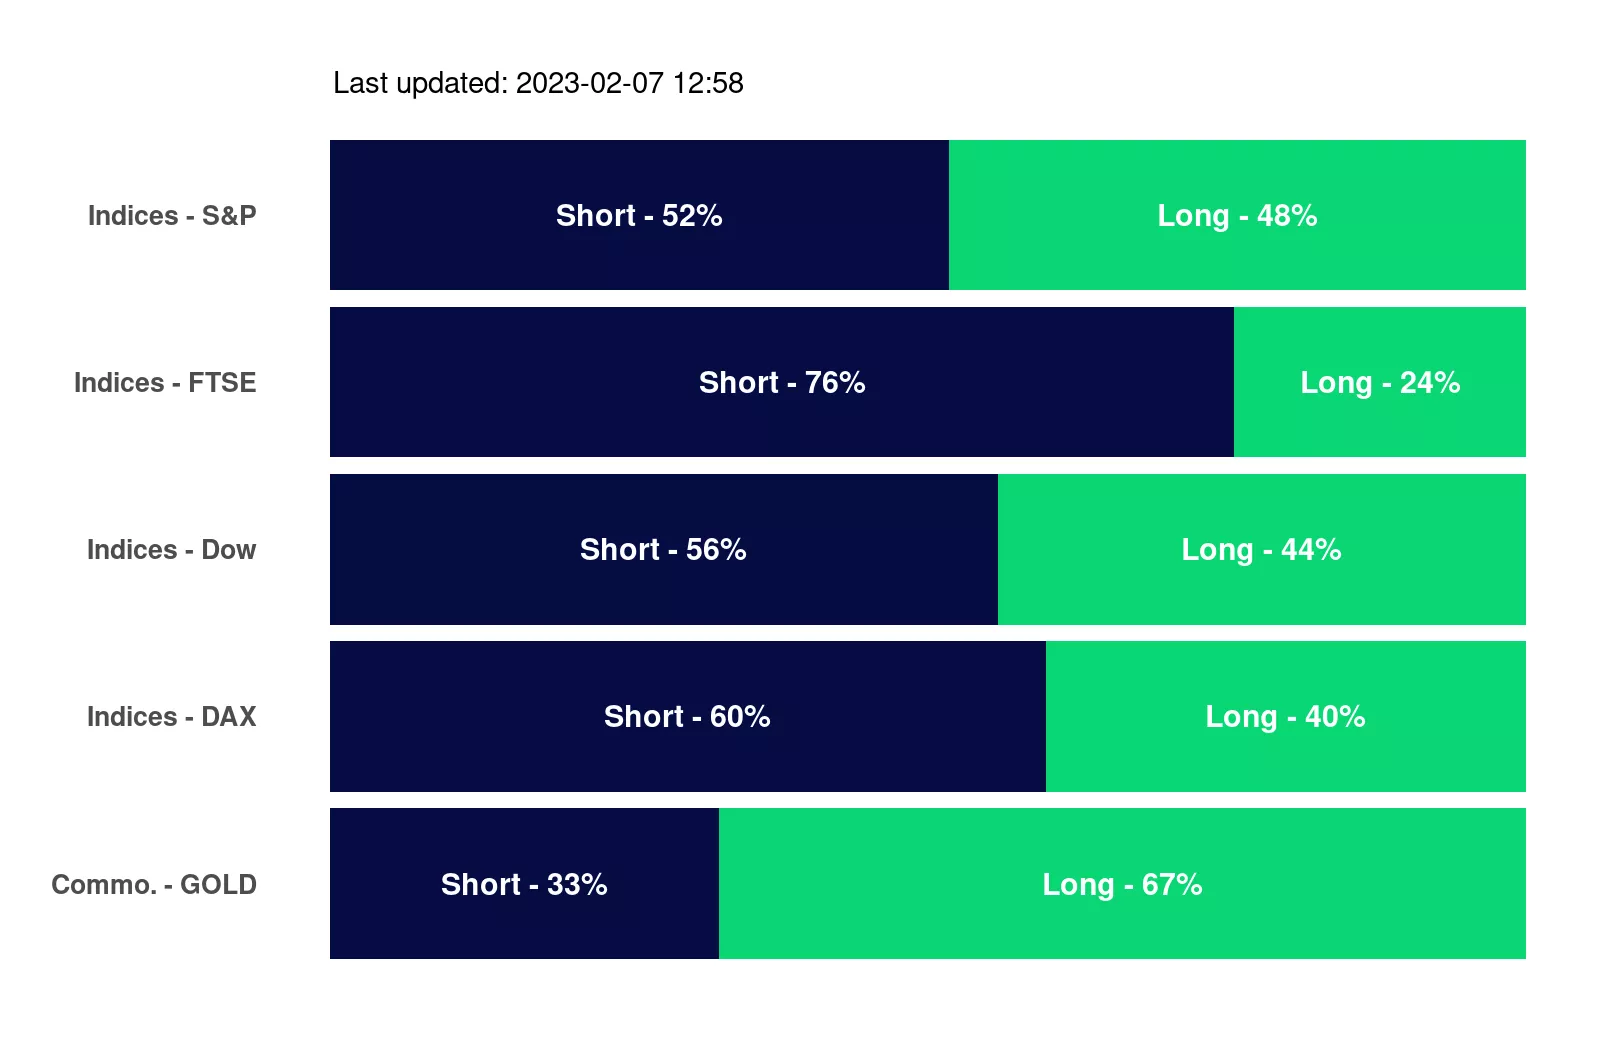 Last updated: 2023-02-07 12:58
Indices - S&P Short - 52% Long - 48%
Indices - FTSE Short - 76% Long - 24%
Indices - Dow Short - 56% Long - 44%
Indices - DAX Short - 60% Long - 40%
Commo. - GOLD Short - 33% Long - 67%